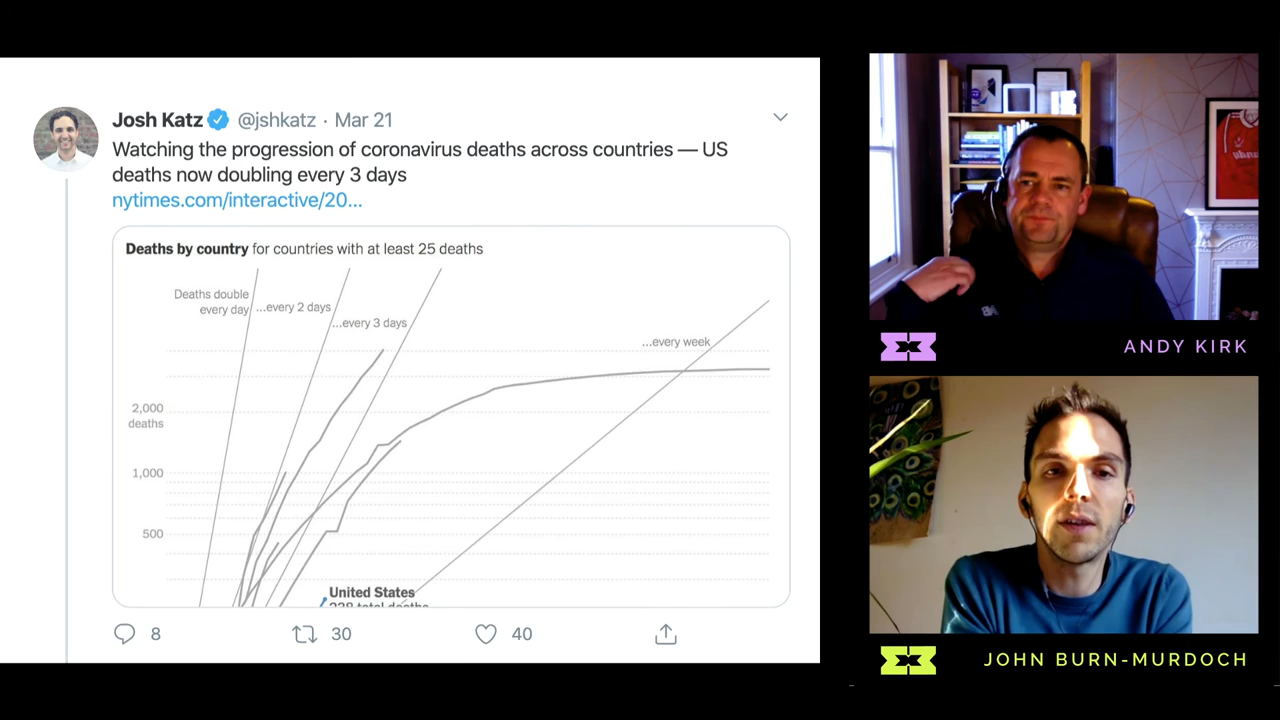 Josh Katz @jshkatz · Mar 21
Watching the progression of coronavirus deaths across countries — US
deaths now doubling every 3 days
nytimes.com/interactive/20...
Deaths by country for countries with at least 25 deaths
Deaths double
every day
...every 2 days
...every 3 days
...every week
2,000
deaths
1,000
500
United States
238 total deaths
8
30
40
ANDY KIRK
JOHN BURN-MURDOCH